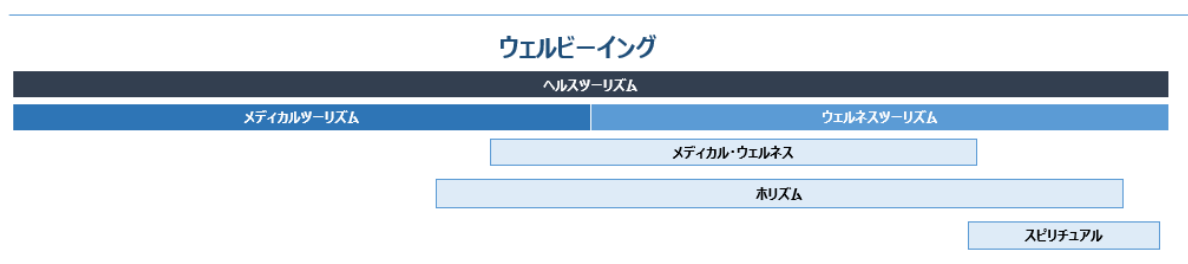 ウェルビーイング
ヘルスツーリズム
メディカルツーリズム ウェルネスツーリズム
メディカル・ウェルネス
ホリズム
スピリチュアル